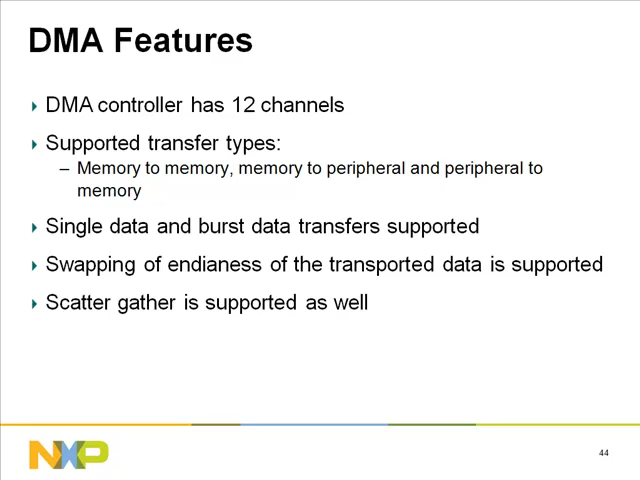 DMA Features
DMA controller has 12 channels
Supported transfer types:
– Memory to memory, memory to peripheral and peripheral to
memory
Single data and burst data transfers supported
Swapping of endianess of the transported data is supported
Scatter gather is supported as well
NXP
44